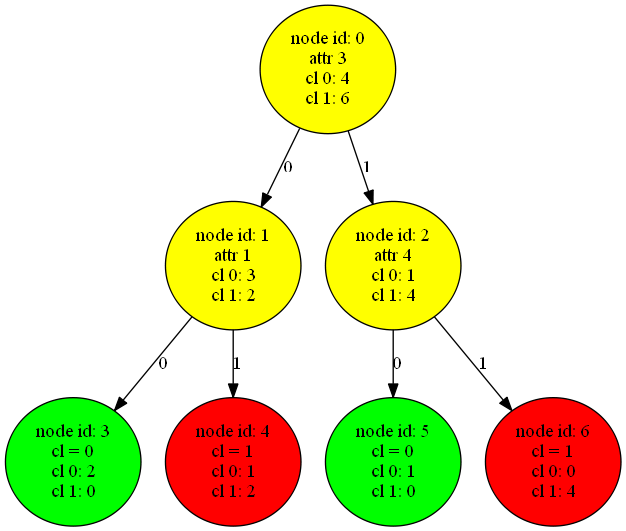 node id: 0
attr 3
cl 0: 4
cl 1: 6
0
1
node id: 1
attr 1
cl 0: 3
cl 1: 2
node id: 2
attr 4
cl 0: 1
cl 1: 4
0
1
0
1
node id: 3
cl = 0
cl 0: 2
cl 1: 0
node id: 4
cl = 1
cl 0: 1
cl 1: 2
node id: 5
cl = 0
cl 0: 1
cl 1: 0
node id: 6
cl = 1
cl 0: 0
cl 1: 4